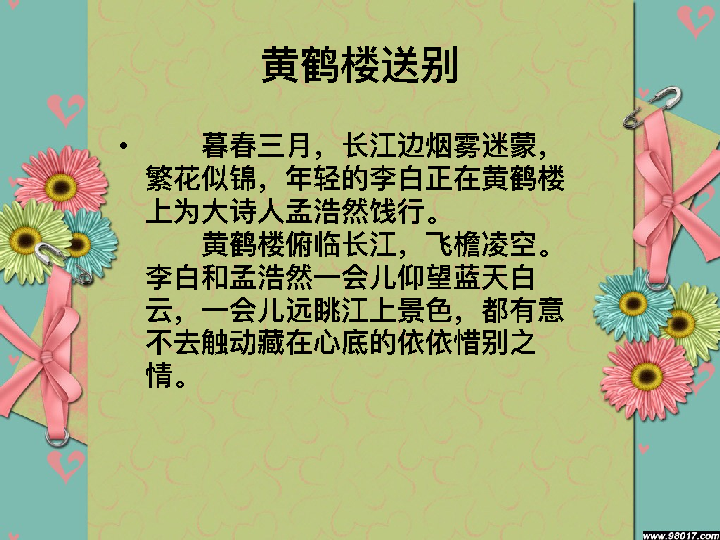 黄鹤楼送别
• 暮春三月，长江边烟雾迷蒙，
繁花似锦，年轻的李白正在黄鹤楼
上为大诗人孟浩然饯行。
黄鹤楼俯临长江，飞檐凌空。
李白和孟浩然一会儿仰望蓝天白
云，一会儿远眺江上景色，都有意
不去触动藏在心底的依依惜别之
情。
www.98017.com